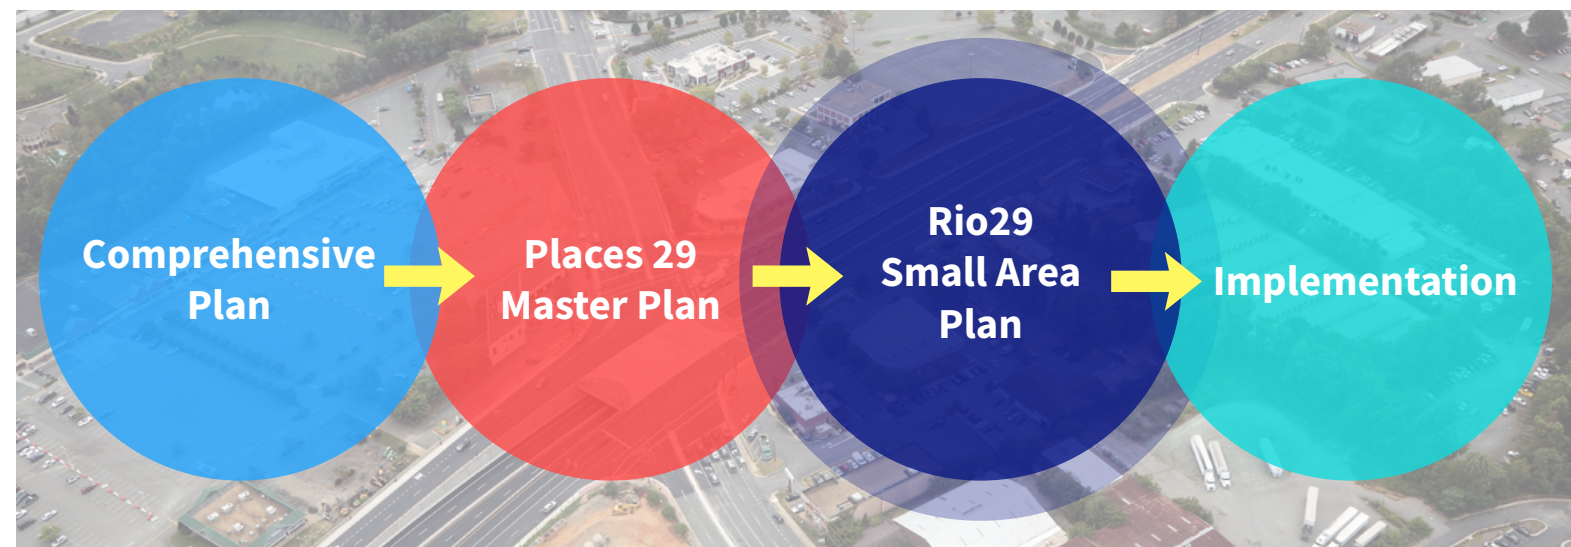 Comprehensive
Plan
Places 29
Master Plan
Rio29
Small Area
Plan
Implementation